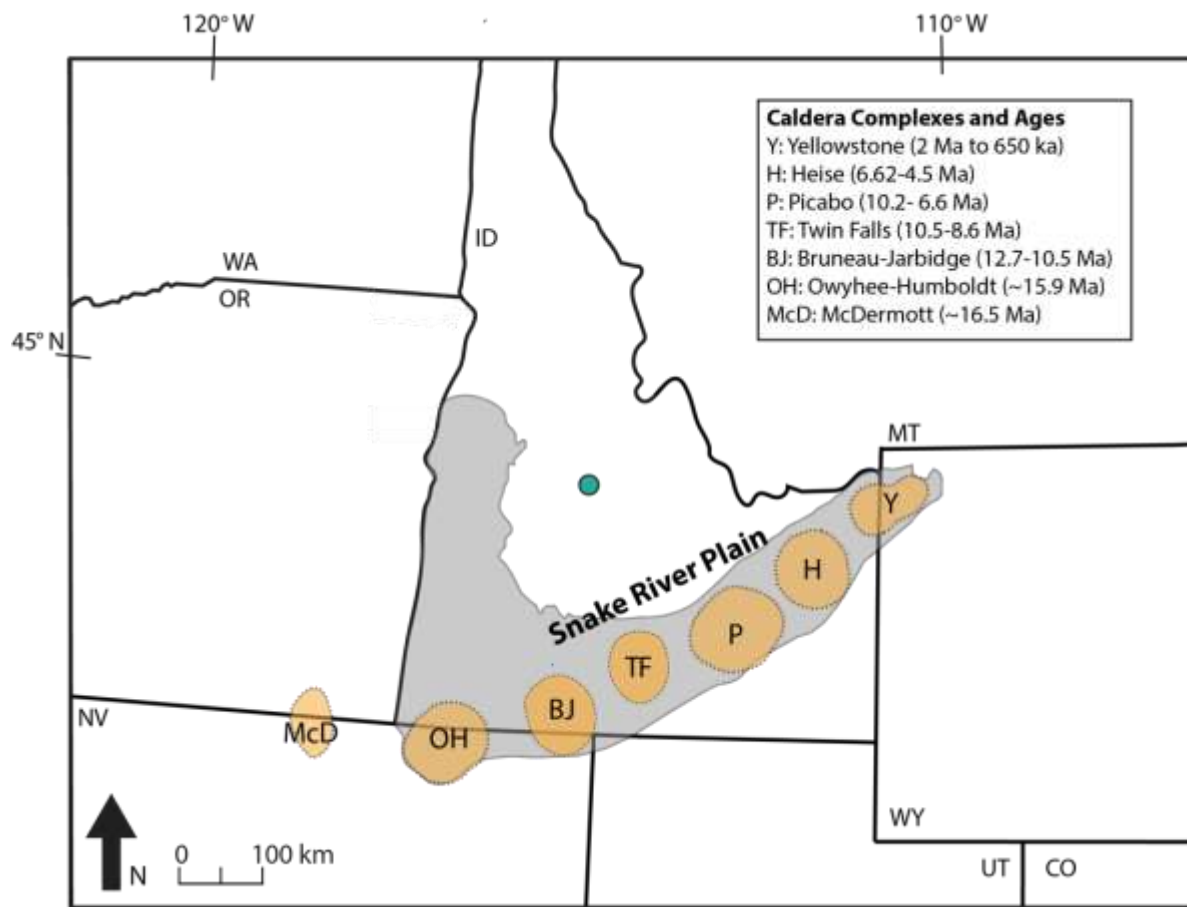 120° W
110° W
Caldera Complexes and Ages
Y: Yellowstone (2 Ma to 650 ka)
H: Heise (6.62-4.5 Ma)
P: Picabo (10.2- 6.6 Ma)
TF: Twin Falls (10.5-8.6 Ma)
BJ: Bruneau-Jarbidge (12.7-10.5 Ma)
OH: Owyhee-Humboldt (~15.9 Ma)
McD: McDermott (~16.5 Ma)
ID
WA
OR
45° N
MT
Y
Snake River Plain
H
P
TF
BJ
NV
McD
OH
WY
0 100 km
N
UT
CO